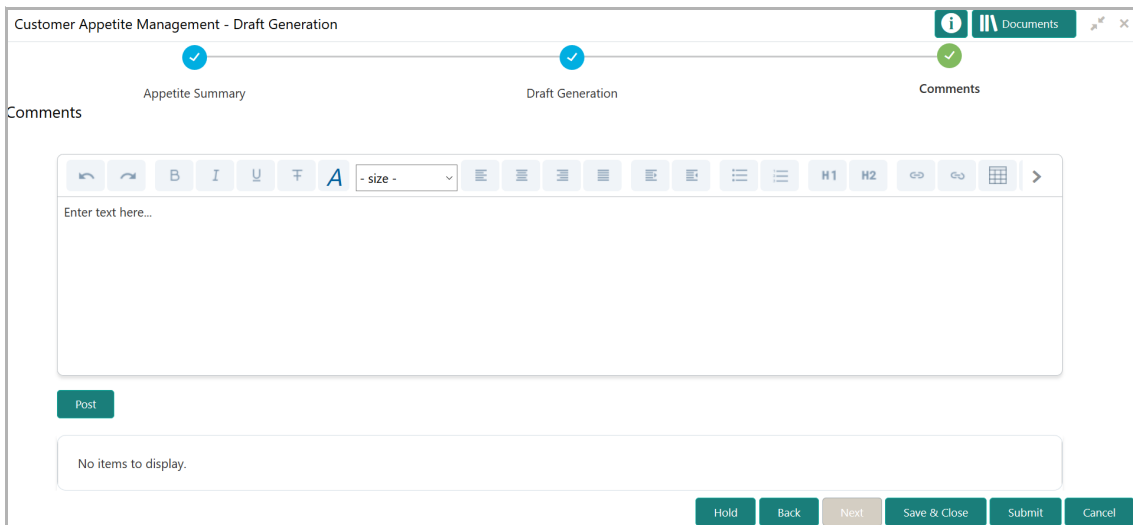 Customer Appetite Management - Draft Generation
Documents
Appetite Summary
Draft Generation
Comments
Comments
B I U T A - size - H1 H2
Enter text here...
Post
No items to display.
Hold Back Next Save & Close Submit Cancel